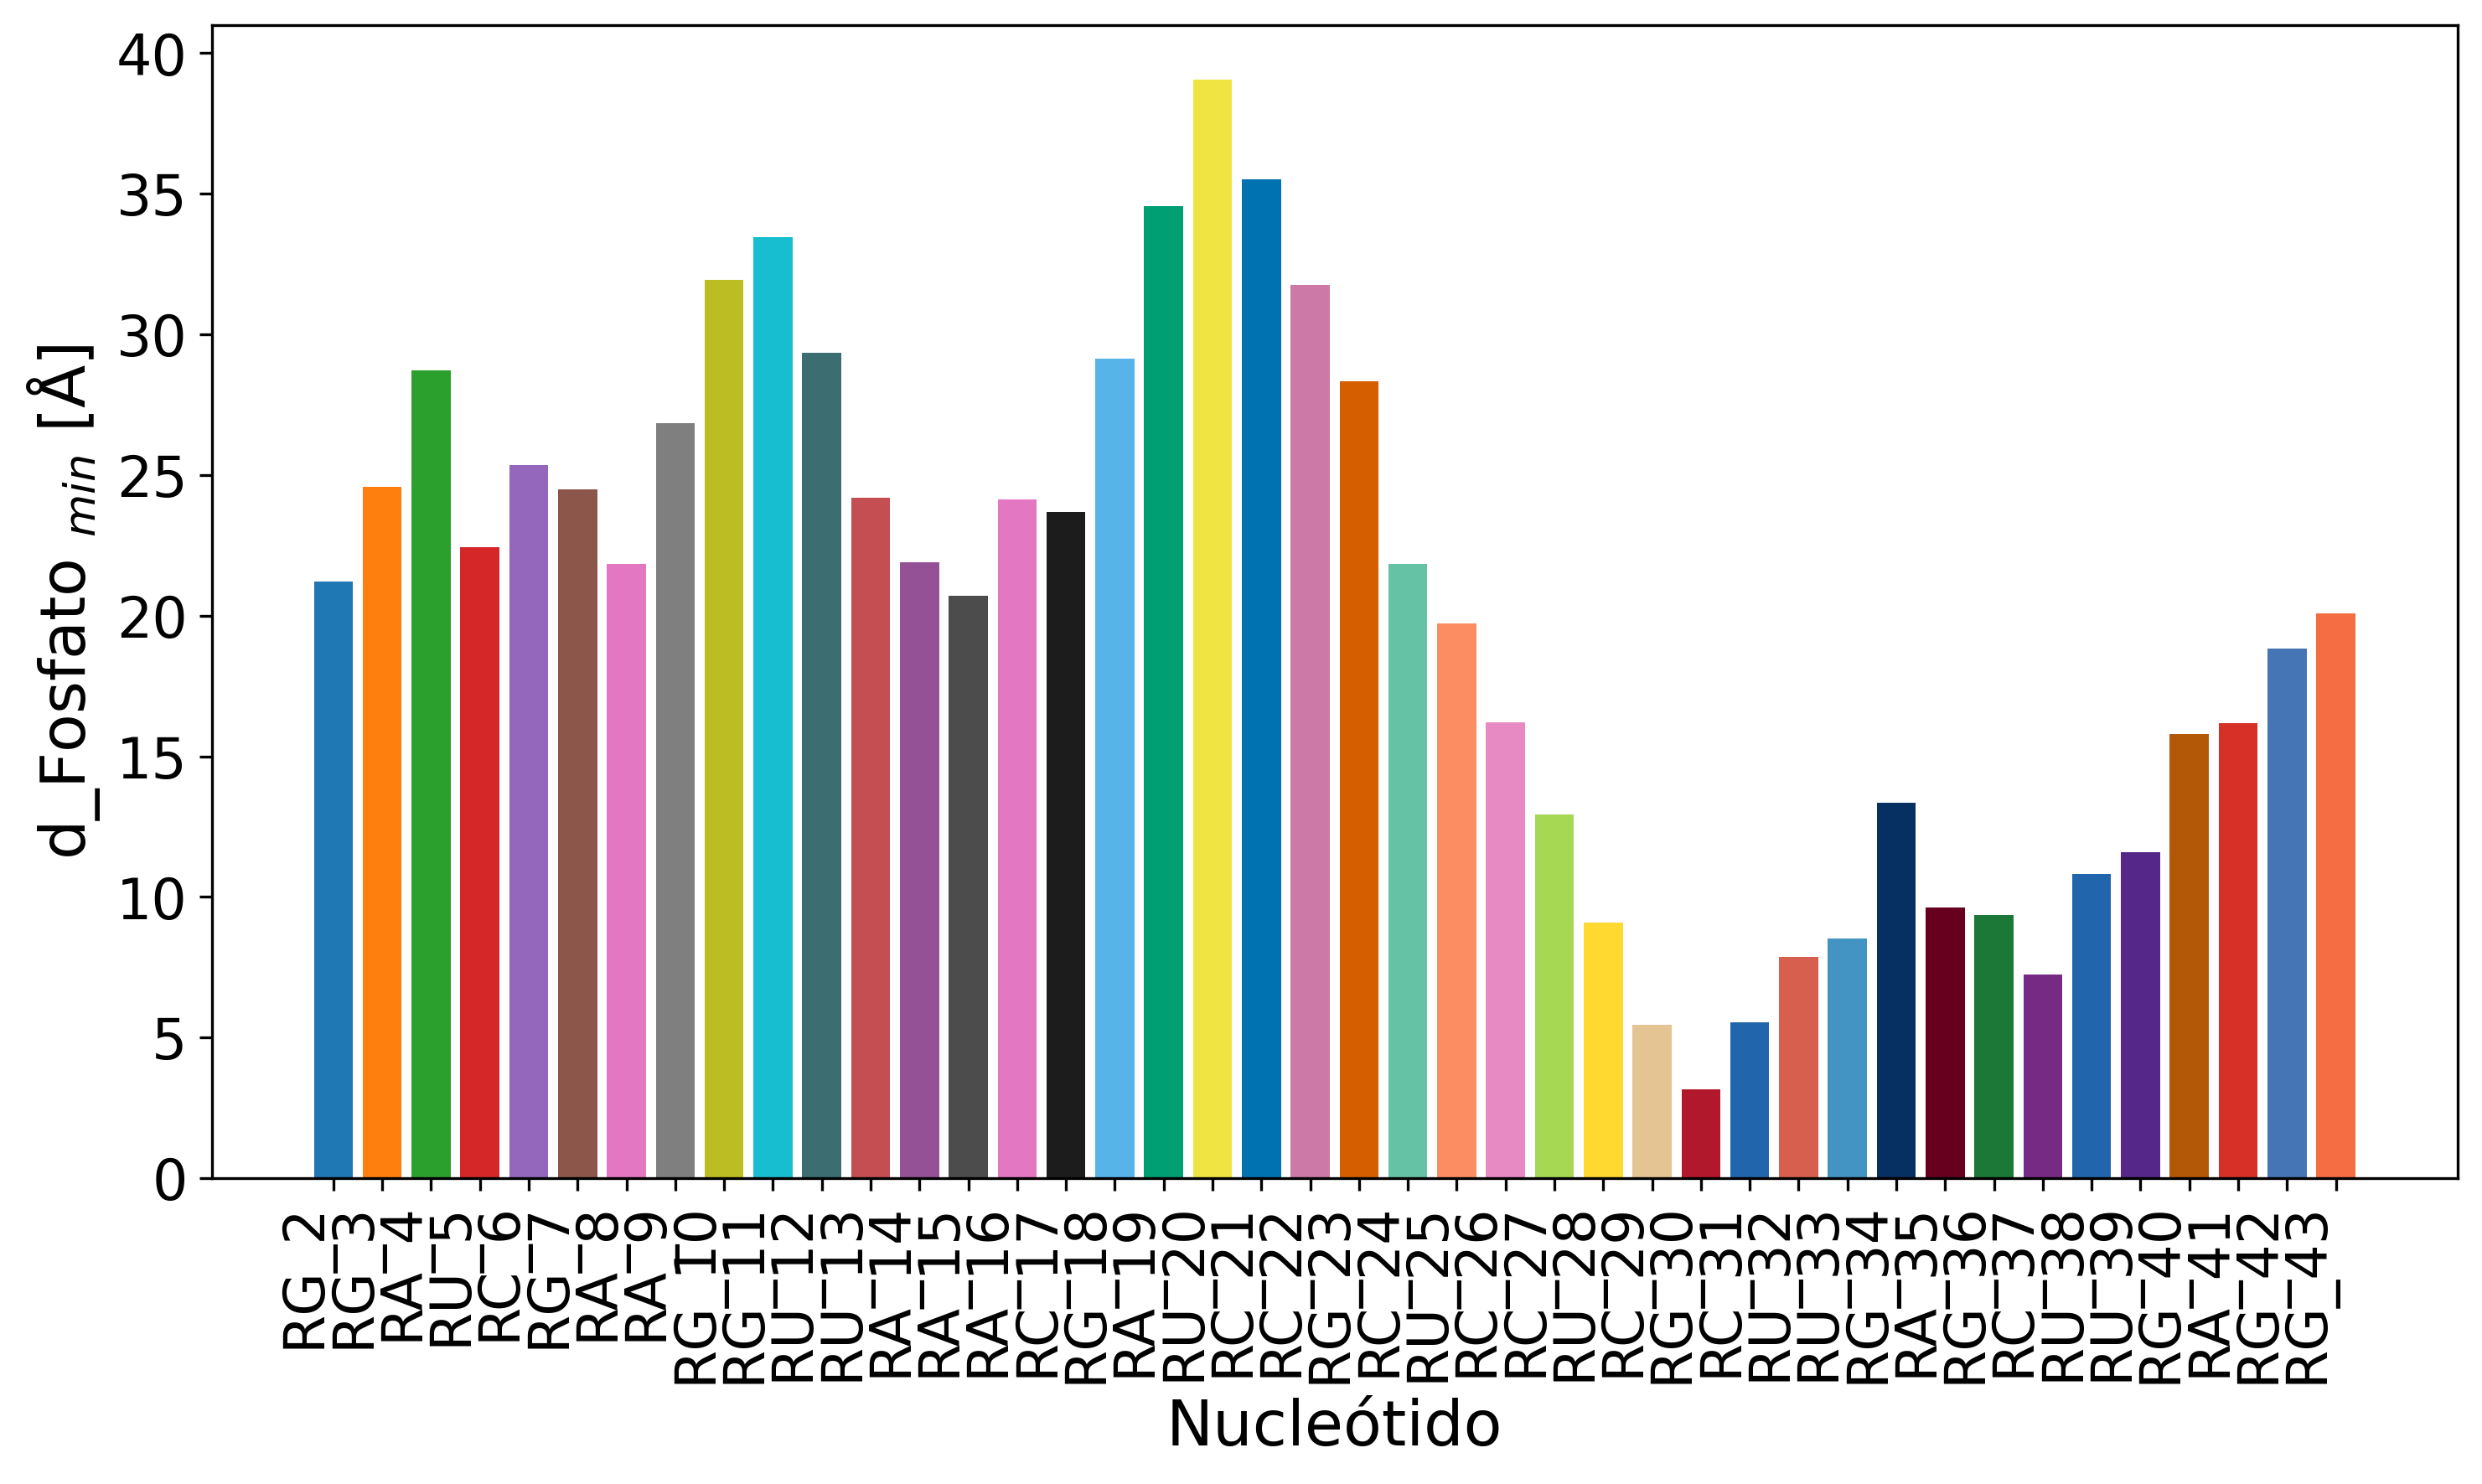 d_Fosfato min [Å]
40
35
30
25
20
15
10
5
0
RG_2
RG_3
RA_4
RU_5
RC_6
RG_7
RA_8
RA_9
RG_10
RG_11
RU_12
RU_13
RA_14
RA_15
RA_16
RC_17
RG_18
RA_19
RU_20
RC_21
RC_22
RG_23
RC_24
RU_25
RC_26
RC_27
RU_28
RC_29
RG_30
RC_31
RU_32
RU_33
RG_34
RA_35
RG_36
RC_37
RU_38
RU_39
RG_40
RA_41
RG_42
RG_43
Nucleótido